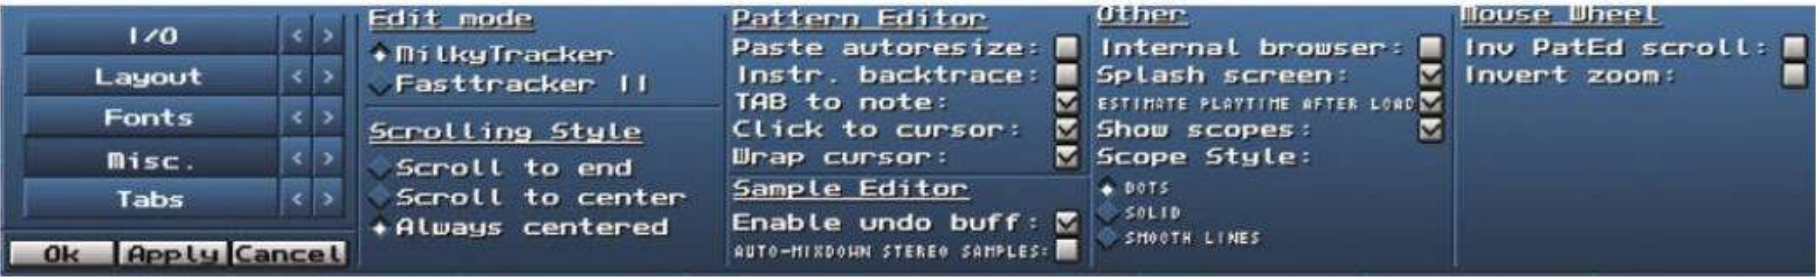 I/O
Layout
Fonts
Misc.
Tabs
Ok Apply Cancel
Edit mode
MilkyTracker
Fasttracker II
Scrolling Style
Scroll to end
Scroll to center
Always centered
Pattern Editor
Paste autoresize:
Instr. backtrace:
TAB to note:
Click to cursor:
Wrap cursor:
Sample Editor
Enable undo buff:
AUTO-MIXDOWN STEREO SAMPLES:
Other
Internal browser:
Splash screen:
ESTIMATE PLAYTIME AFTER LOAD
Show scopes:
Scope Style:
DOTS
SOLID
SMOOTH LINES
Mouse Wheel
Inv PatEd scroll:
Invert zoom: